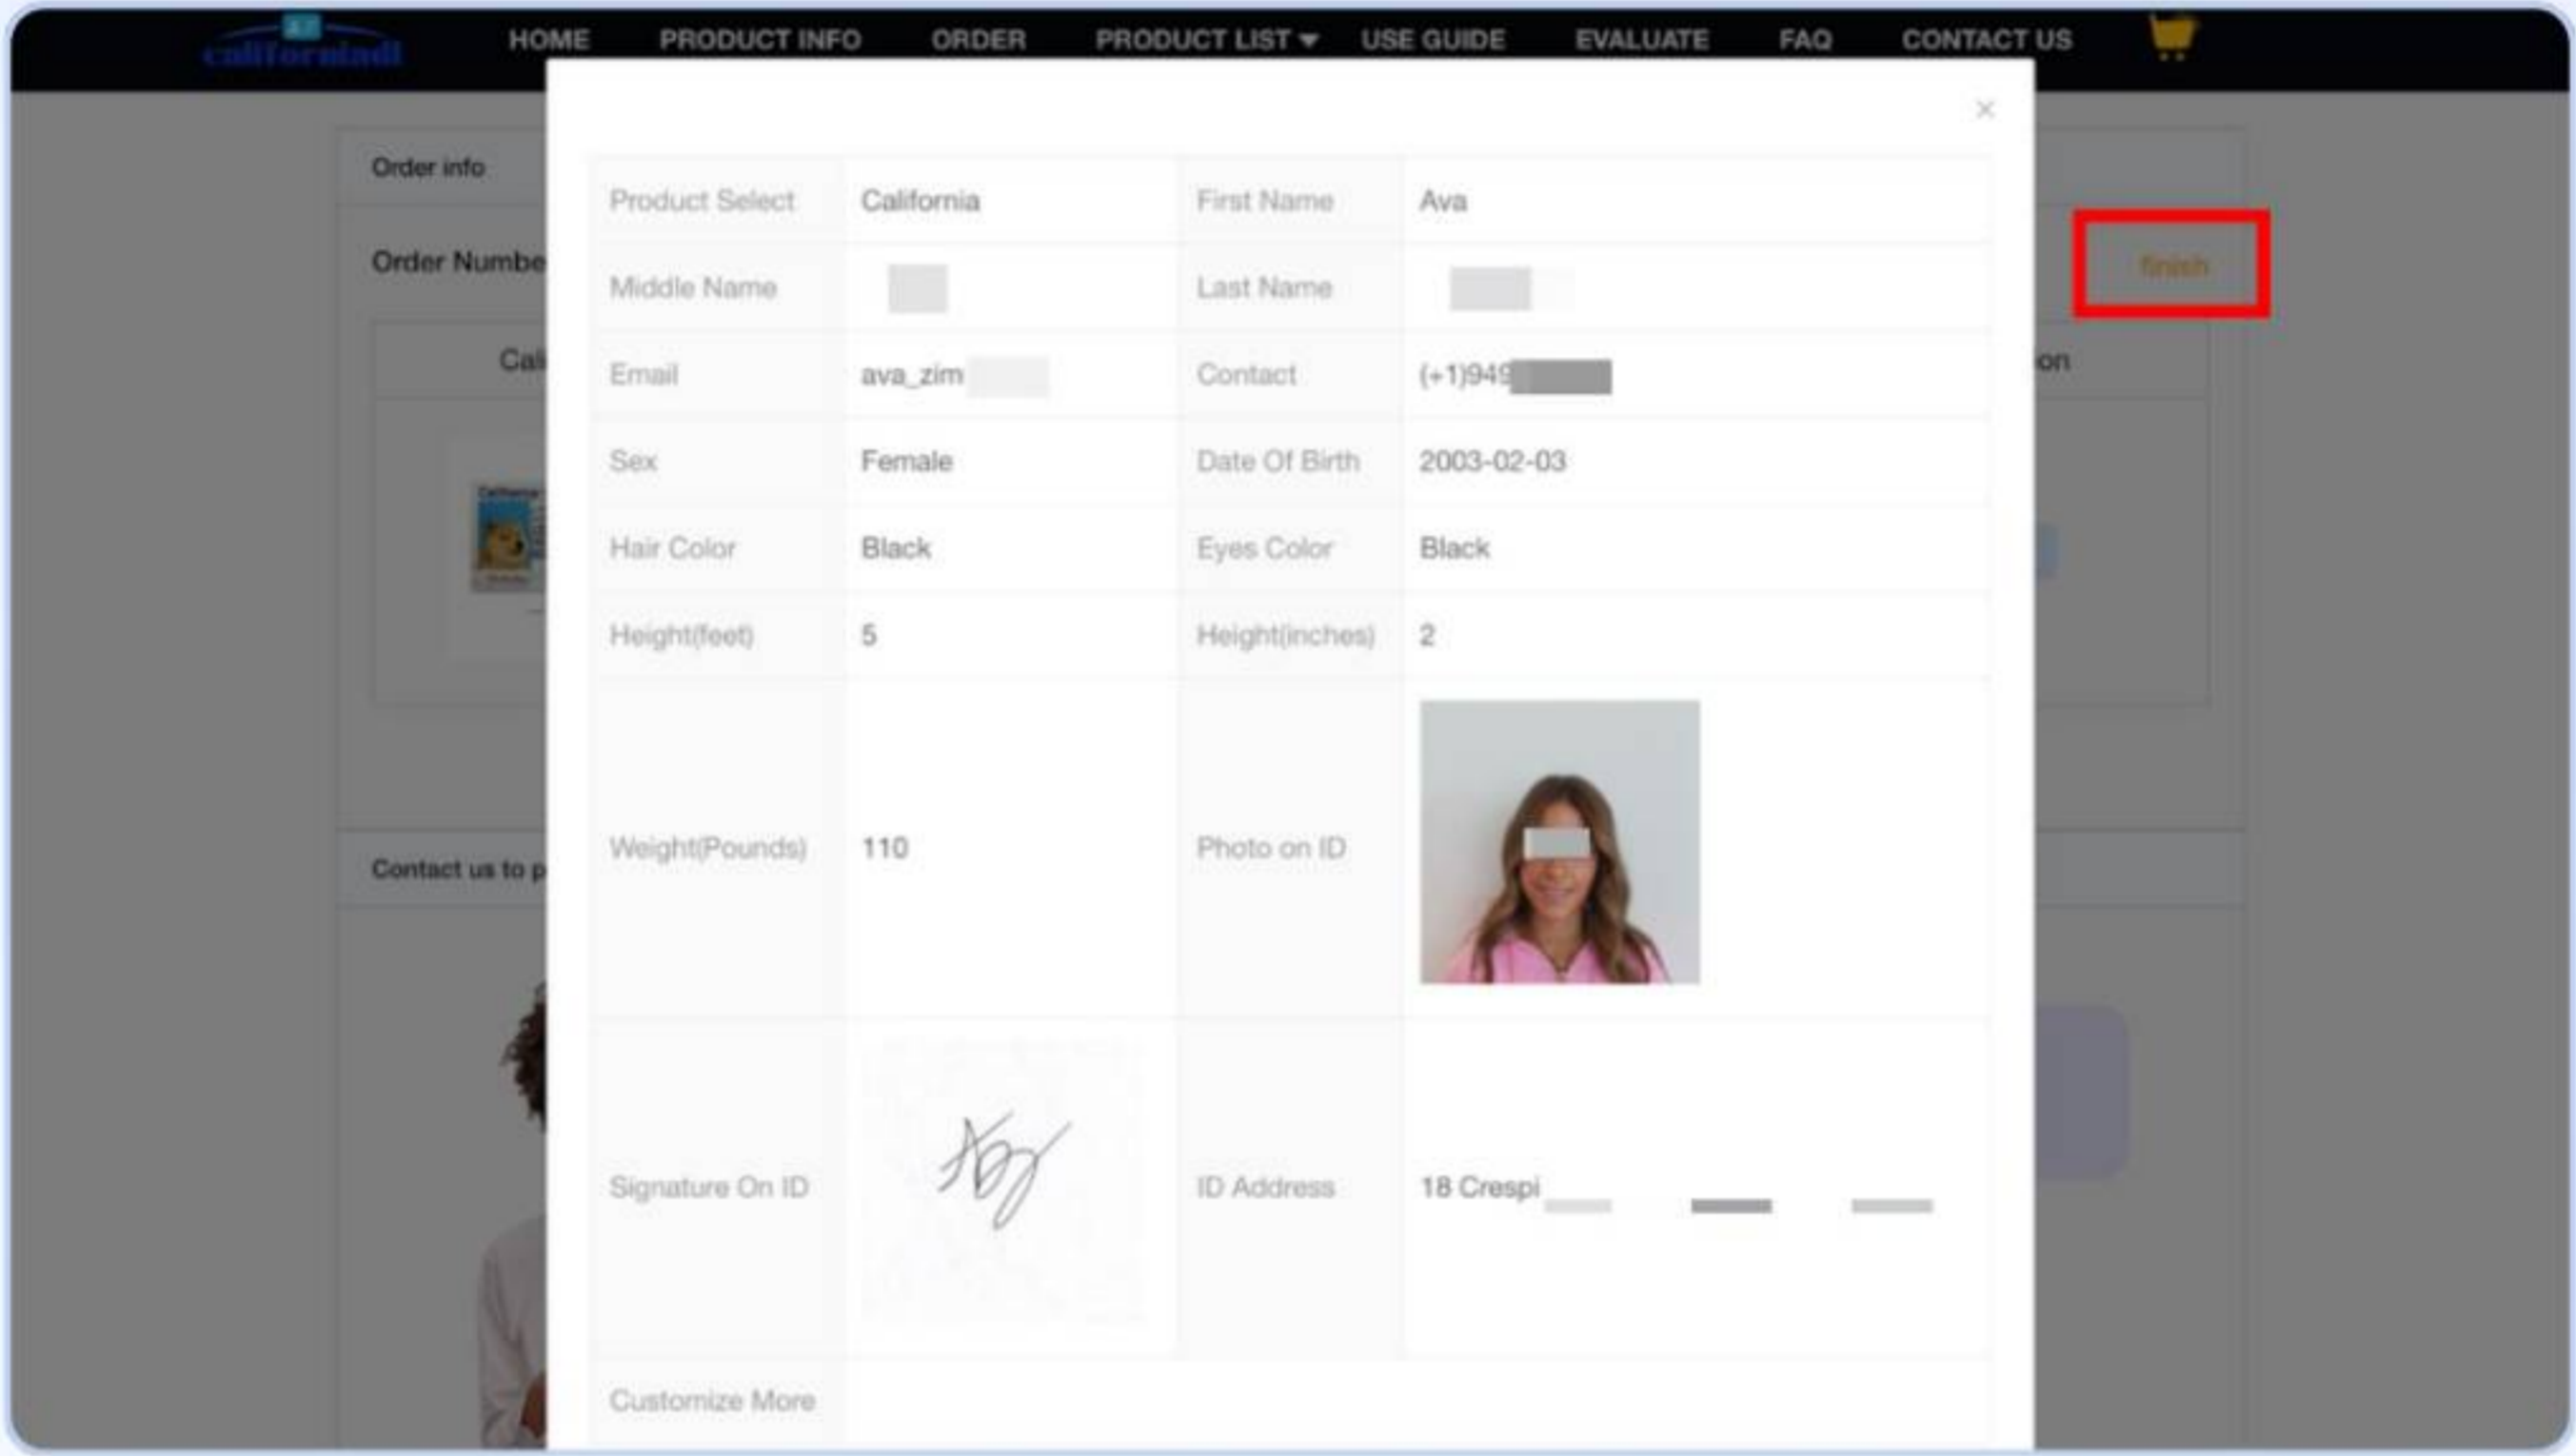 californiadl
HOME PRODUCT INFO ORDER PRODUCT LIST USE GUIDE EVALUATE FAQ CONTACT US
×
Order info
Product Select California First Name Ava
Order Numbe
finish
Middle Name Last Name
Cali
on
Email ava_zim Contact (+1)949
Sex Female Date Of Birth 2003-02-03
Hair Color Black Eyes Color Black
Height(feet) 5 Height(inches) 2
Weight(Pounds) 110 Photo on ID
Contact us to p
Signature On ID ID Address 18 Crespi
Customize More